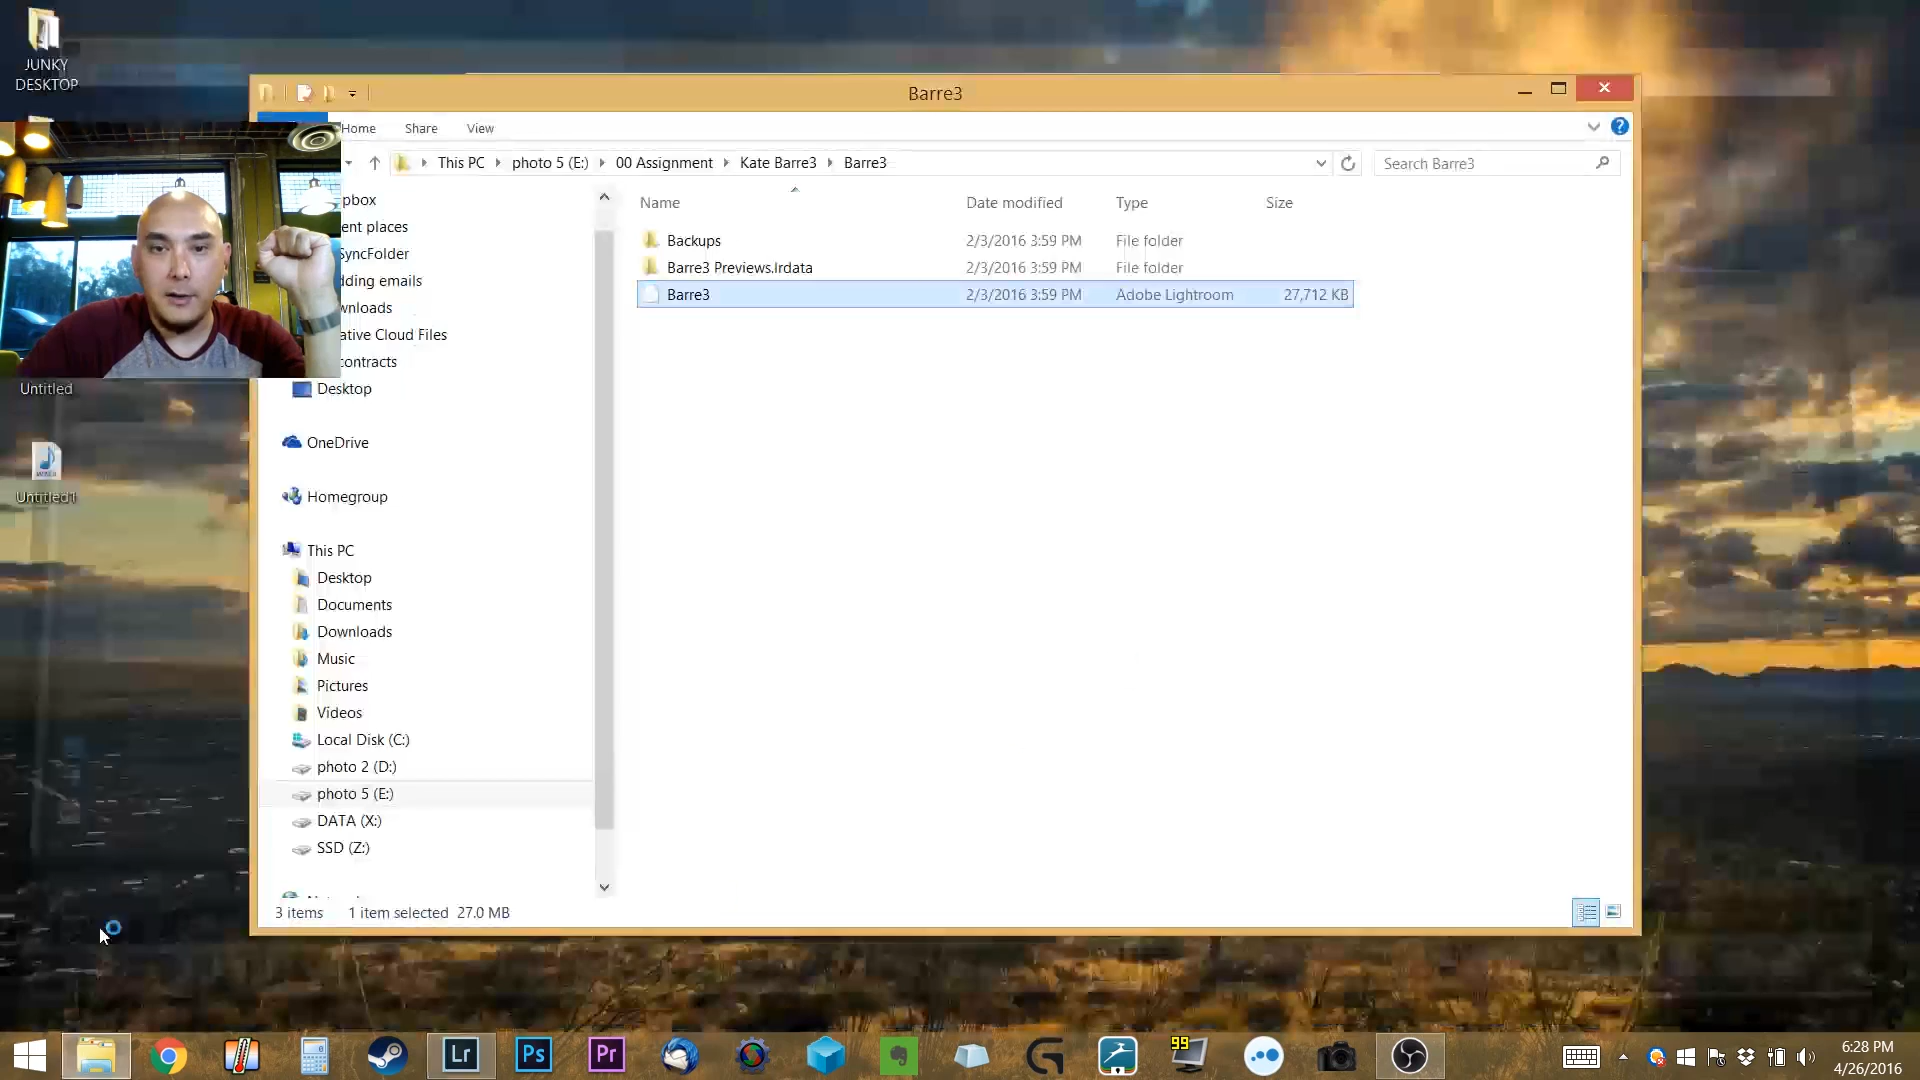 JUNKY
DESKTOP
Barre3
Home Share View
This PC photo 5 (E:) 00 Assignment Kate Barre3 Barre3
Search Barre3
Name Date modified Type Size
Backups 2/3/2016 3:59 PM File folder
Barre3 Previews.lrdata 2/3/2016 3:59 PM File folder
Barre3 2/3/2016 3:59 PM Adobe Lightroom 27,712 KB
pbox
ent places
SyncFolder
dding emails
wnloads
ative Cloud Files
contracts
Desktop
OneDrive
Homegroup
This PC
Desktop
Documents
Downloads
Music
Pictures
Videos
Local Disk (C:)
photo 2 (D:)
photo 5 (E:)
DATA (X:)
SSD (Z:)
3 items 1 item selected 27.0 MB
Untitled
Untitled1
Lr Ps Pr 99
6:28 PM
4/26/2016